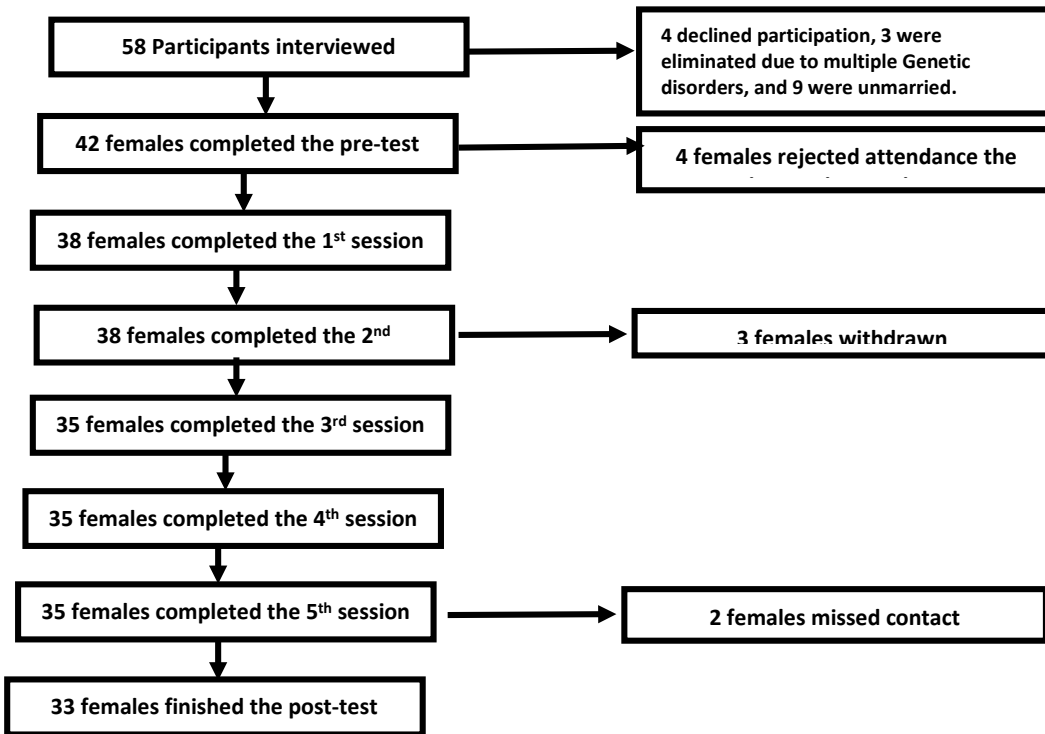 58 Participants interviewed
4 declined participation, 3 were
eliminated due to multiple Genetic
disorders, and 9 were unmarried.
42 females completed the pre-test
4 females rejected attendance the
38 females completed the 1st session
38 females completed the 2nd
3 females withdrawn
35 females completed the 3rd session
35 females completed the 4th session
35 females completed the 5th session
2 females missed contact
33 females finished the post-test